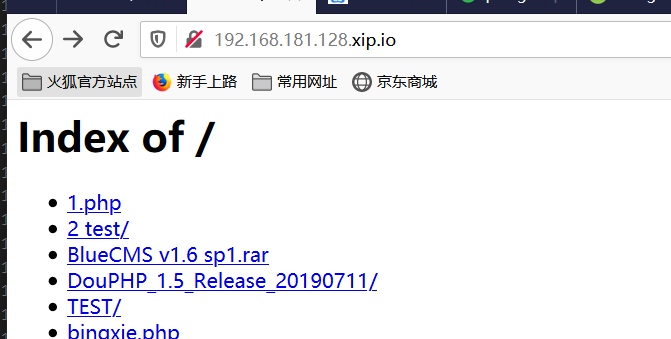 192.168.181.128.xip.io
火狐官方站点 新手上路 常用网址 京东商城
Index of /
1.php
2 test/
BlueCMS v1.6 sp1.rar
DouPHP_1.5_Release_20190711/
TEST/
bingxie.php